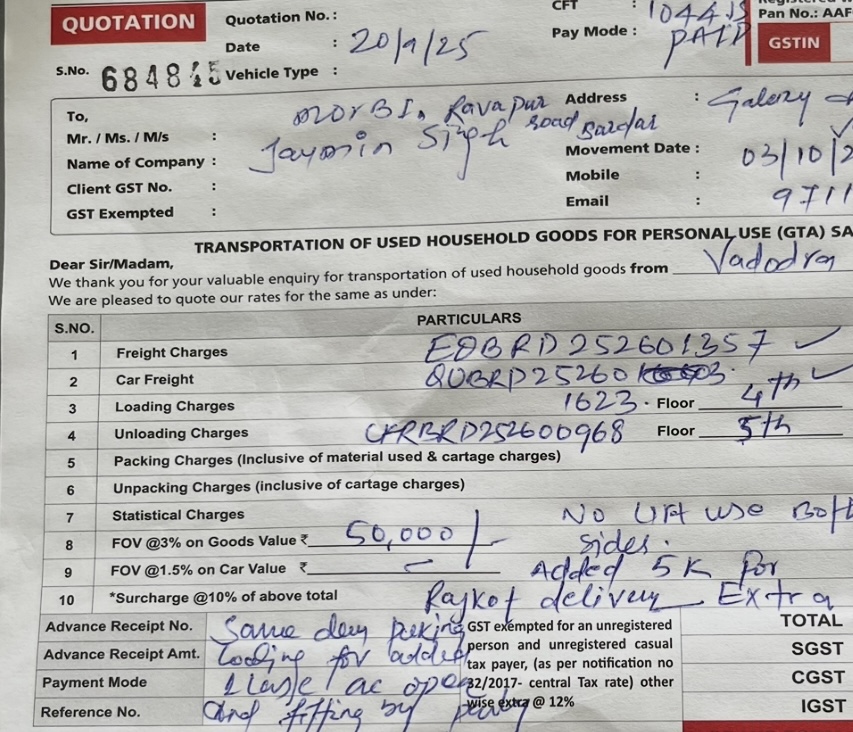 QUOTATION
Quotation No. :
CFT : 1044
Pan No.: AAF
Date : 20/9/25
Pay Mode : PAID
GSTIN
S.No. 684845 Vehicle Type :
To, MORBI, Ravapar road
Address : Galaxy
Mr. / Ms. / M/s : Jaymin Singh Sardar
Name of Company :
Movement Date : 03/10/2
Client GST No. :
Mobile : 9711
GST Exempted :
Email :
TRANSPORTATION OF USED HOUSEHOLD GOODS FOR PERSONAL USE (GTA) SA
Dear Sir/Madam,
We thank you for your valuable enquiry for transportation of used household goods from Vadodra
We are pleased to quote our rates for the same as under:
S.NO. PARTICULARS
1 Freight Charges EOBRD252601357
2 Car Freight QUBRD252601
3 Loading Charges 1623. Floor 4th
4 Unloading Charges CFRBRD252600968 Floor 5th
5 Packing Charges (Inclusive of material used & cartage charges)
6 Unpacking Charges (inclusive of cartage charges)
7 Statistical Charges No Lift use Both
8 FOV @3% on Goods Value ₹ 50,000/- sides.
9 FOV @1.5% on Car Value ₹ — Added 5K for
10 *Surcharge @10% of above total Rajkot delivery Extra
Advance Receipt No. Same day packing
Advance Receipt Amt. loading for added
Payment Mode 1 ac open
Reference No. and fitting by party
GST exempted for an unregistered
person and unregistered casual
tax payer, (as per notification no
32/2017- central Tax rate) other
wise extra @ 12%
TOTAL
SGST
CGST
IGST